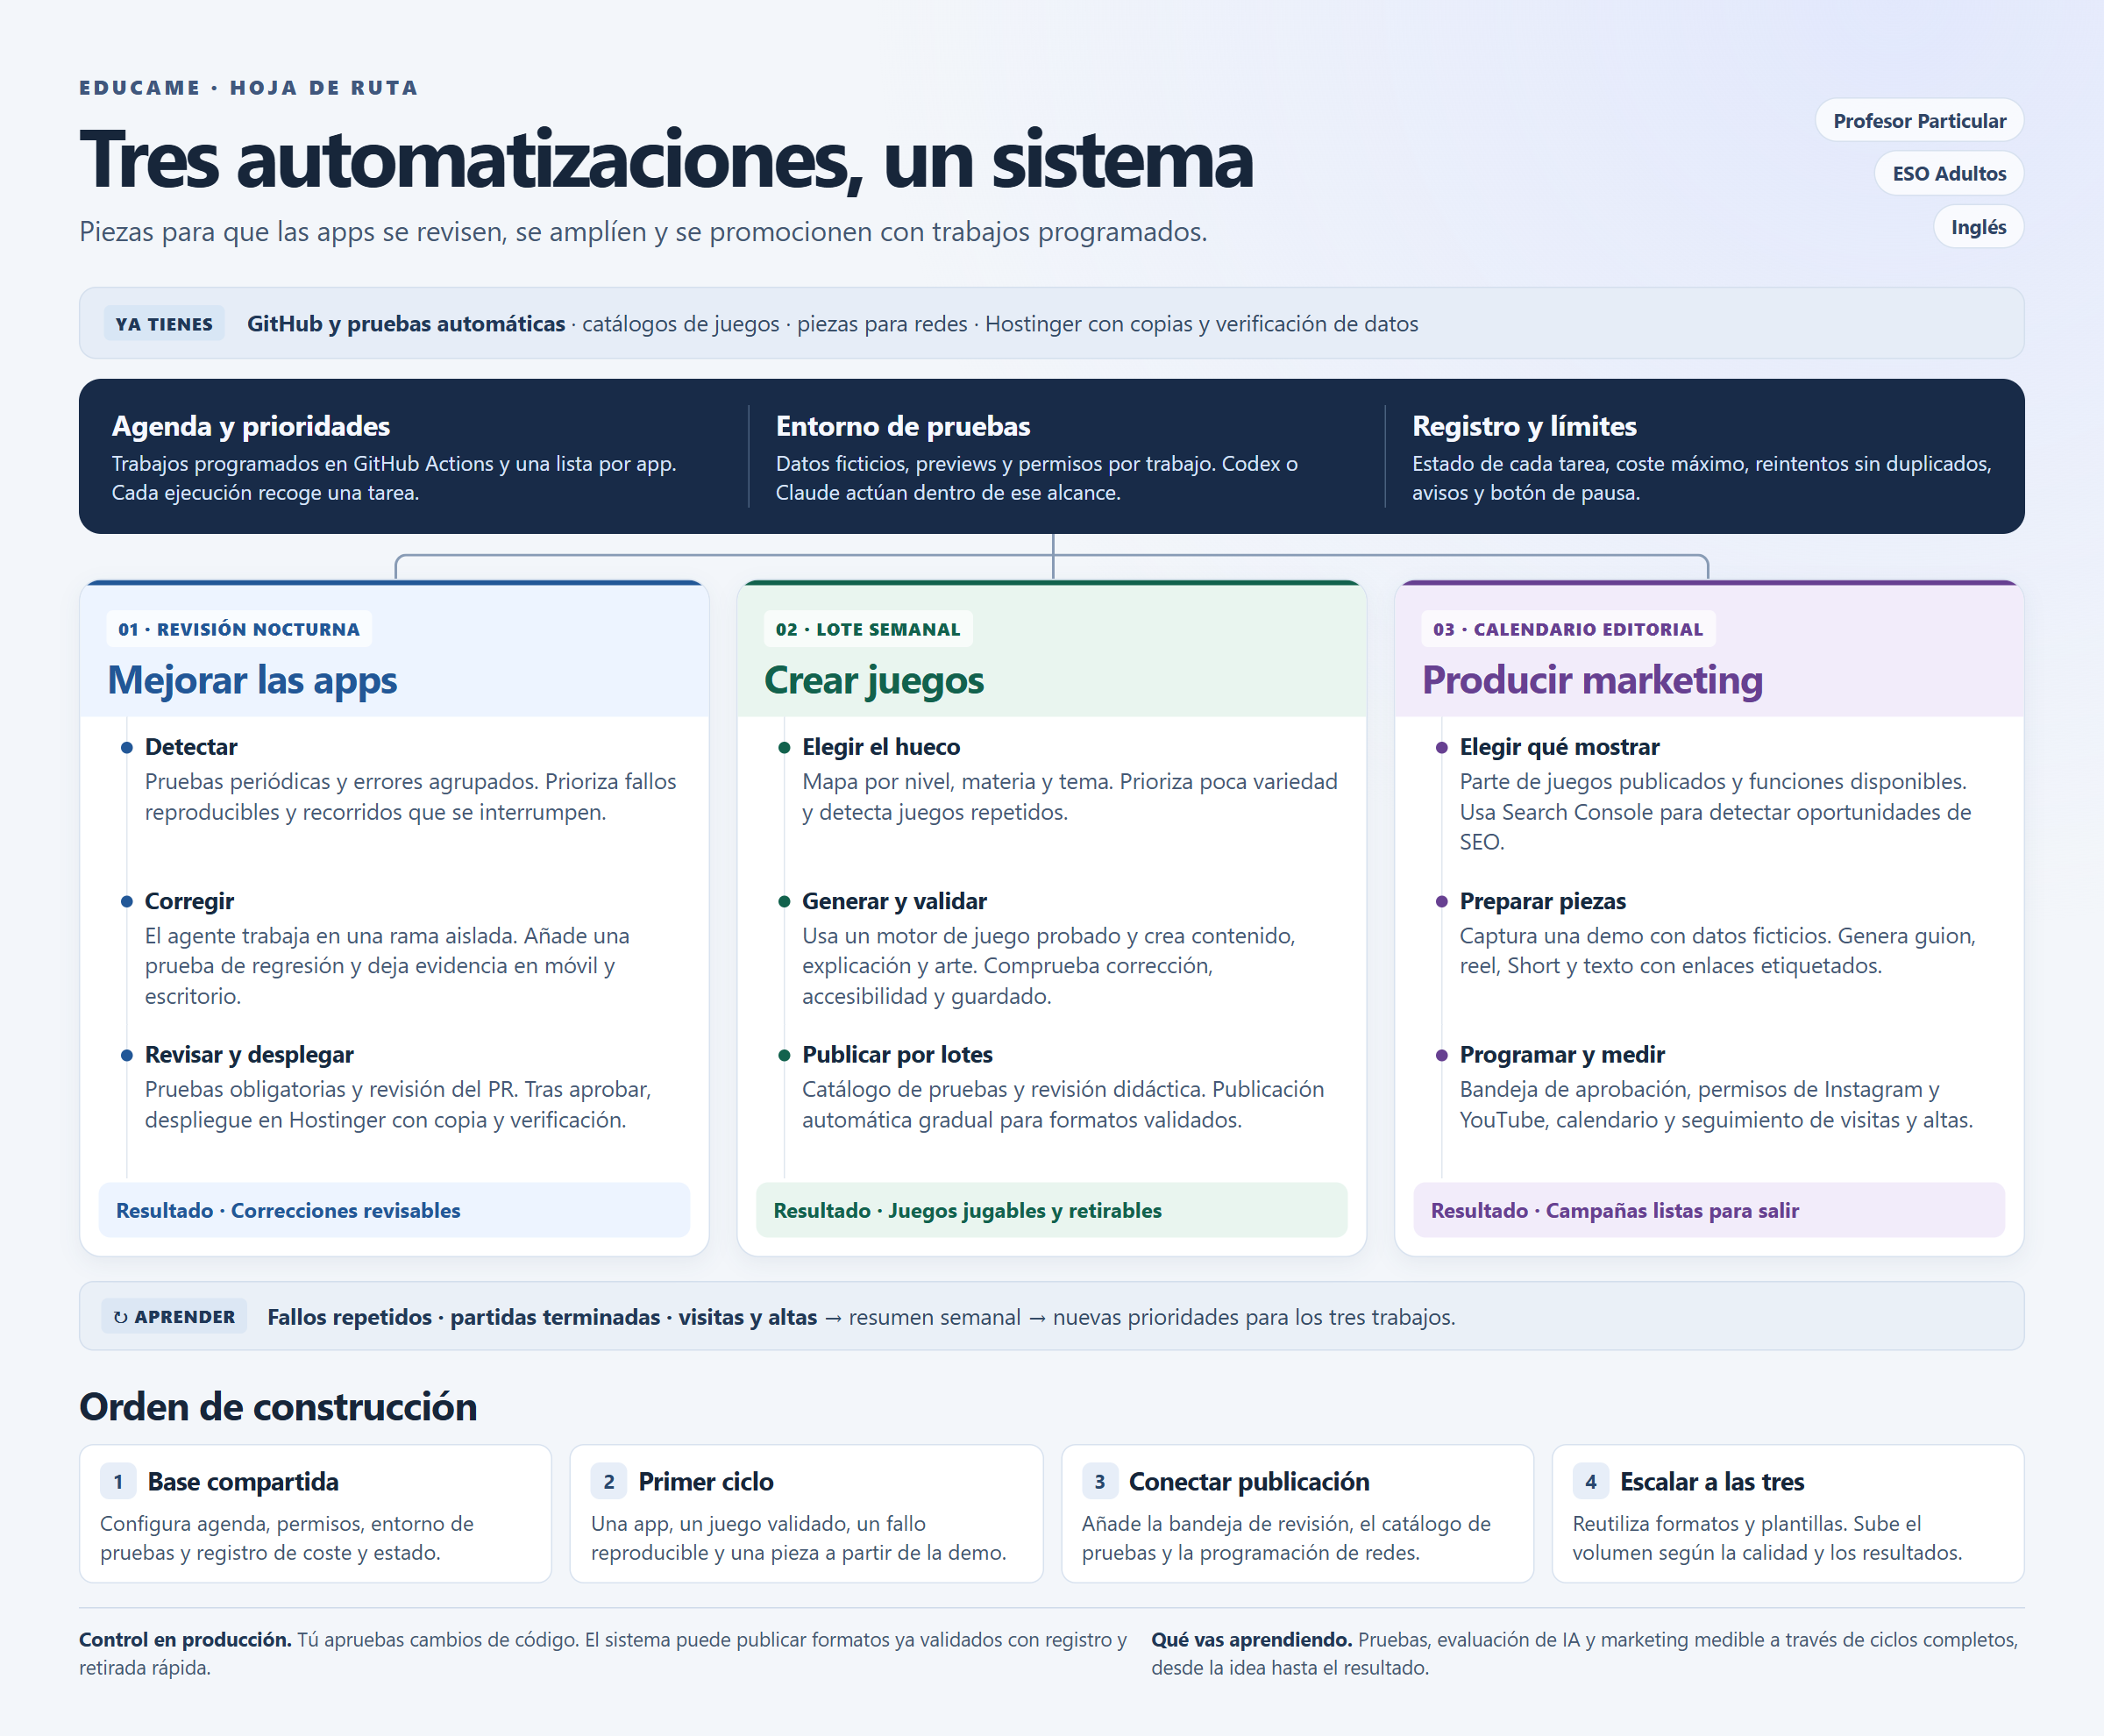 EDUCAME · HOJA DE RUTA
Tres automatizaciones, un sistema
Piezas para que las apps se revisen, se amplíen y se promocionen con trabajos programados.
Profesor Particular
ESO Adultos
Inglés
YA TIENES GitHub y pruebas automáticas · catálogos de juegos · piezas para redes · Hostinger con copias y verificación de datos
Agenda y prioridades
Trabajos programados en GitHub Actions y una lista por app.
Cada ejecución recoge una tarea.
Entorno de pruebas
Datos ficticios, previews y permisos por trabajo. Codex o
Claude actúan dentro de ese alcance.
Registro y límites
Estado de cada tarea, coste máximo, reintentos sin duplicados,
avisos y botón de pausa.
01 · REVISIÓN NOCTURNA
Mejorar las apps
Detectar
Pruebas periódicas y errores agrupados. Prioriza fallos
reproducibles y recorridos que se interrumpen.
Corregir
El agente trabaja en una rama aislada. Añade una
prueba de regresión y deja evidencia en móvil y
escritorio.
Revisar y desplegar
Pruebas obligatorias y revisión del PR. Tras aprobar,
despliegue en Hostinger con copia y verificación.
Resultado · Correcciones revisables
02 · LOTE SEMANAL
Crear juegos
Elegir el hueco
Mapa por nivel, materia y tema. Prioriza poca variedad
y detecta juegos repetidos.
Generar y validar
Usa un motor de juego probado y crea contenido,
explicación y arte. Comprueba corrección,
accesibilidad y guardado.
Publicar por lotes
Catálogo de pruebas y revisión didáctica. Publicación
automática gradual para formatos validados.
Resultado · Juegos jugables y retirables
03 · CALENDARIO EDITORIAL
Producir marketing
Elegir qué mostrar
Parte de juegos publicados y funciones disponibles.
Usa Search Console para detectar oportunidades de
SEO.
Preparar piezas
Captura una demo con datos ficticios. Genera guion,
reel, Short y texto con enlaces etiquetados.
Programar y medir
Bandeja de aprobación, permisos de Instagram y
YouTube, calendario y seguimiento de visitas y altas.
Resultado · Campañas listas para salir
↻ APRENDER Fallos repetidos · partidas terminadas · visitas y altas → resumen semanal → nuevas prioridades para los tres trabajos.
Orden de construcción
1 Base compartida
Configura agenda, permisos, entorno de
pruebas y registro de coste y estado.
2 Primer ciclo
Una app, un juego validado, un fallo
reproducible y una pieza a partir de la demo.
3 Conectar publicación
Añade la bandeja de revisión, el catálogo de
pruebas y la programación de redes.
4 Escalar a las tres
Reutiliza formatos y plantillas. Sube el
volumen según la calidad y los resultados.
Control en producción. Tú apruebas cambios de código. El sistema puede publicar formatos ya validados con registro y
retirada rápida.
Qué vas aprendiendo. Pruebas, evaluación de IA y marketing medible a través de ciclos completos,
desde la idea hasta el resultado.